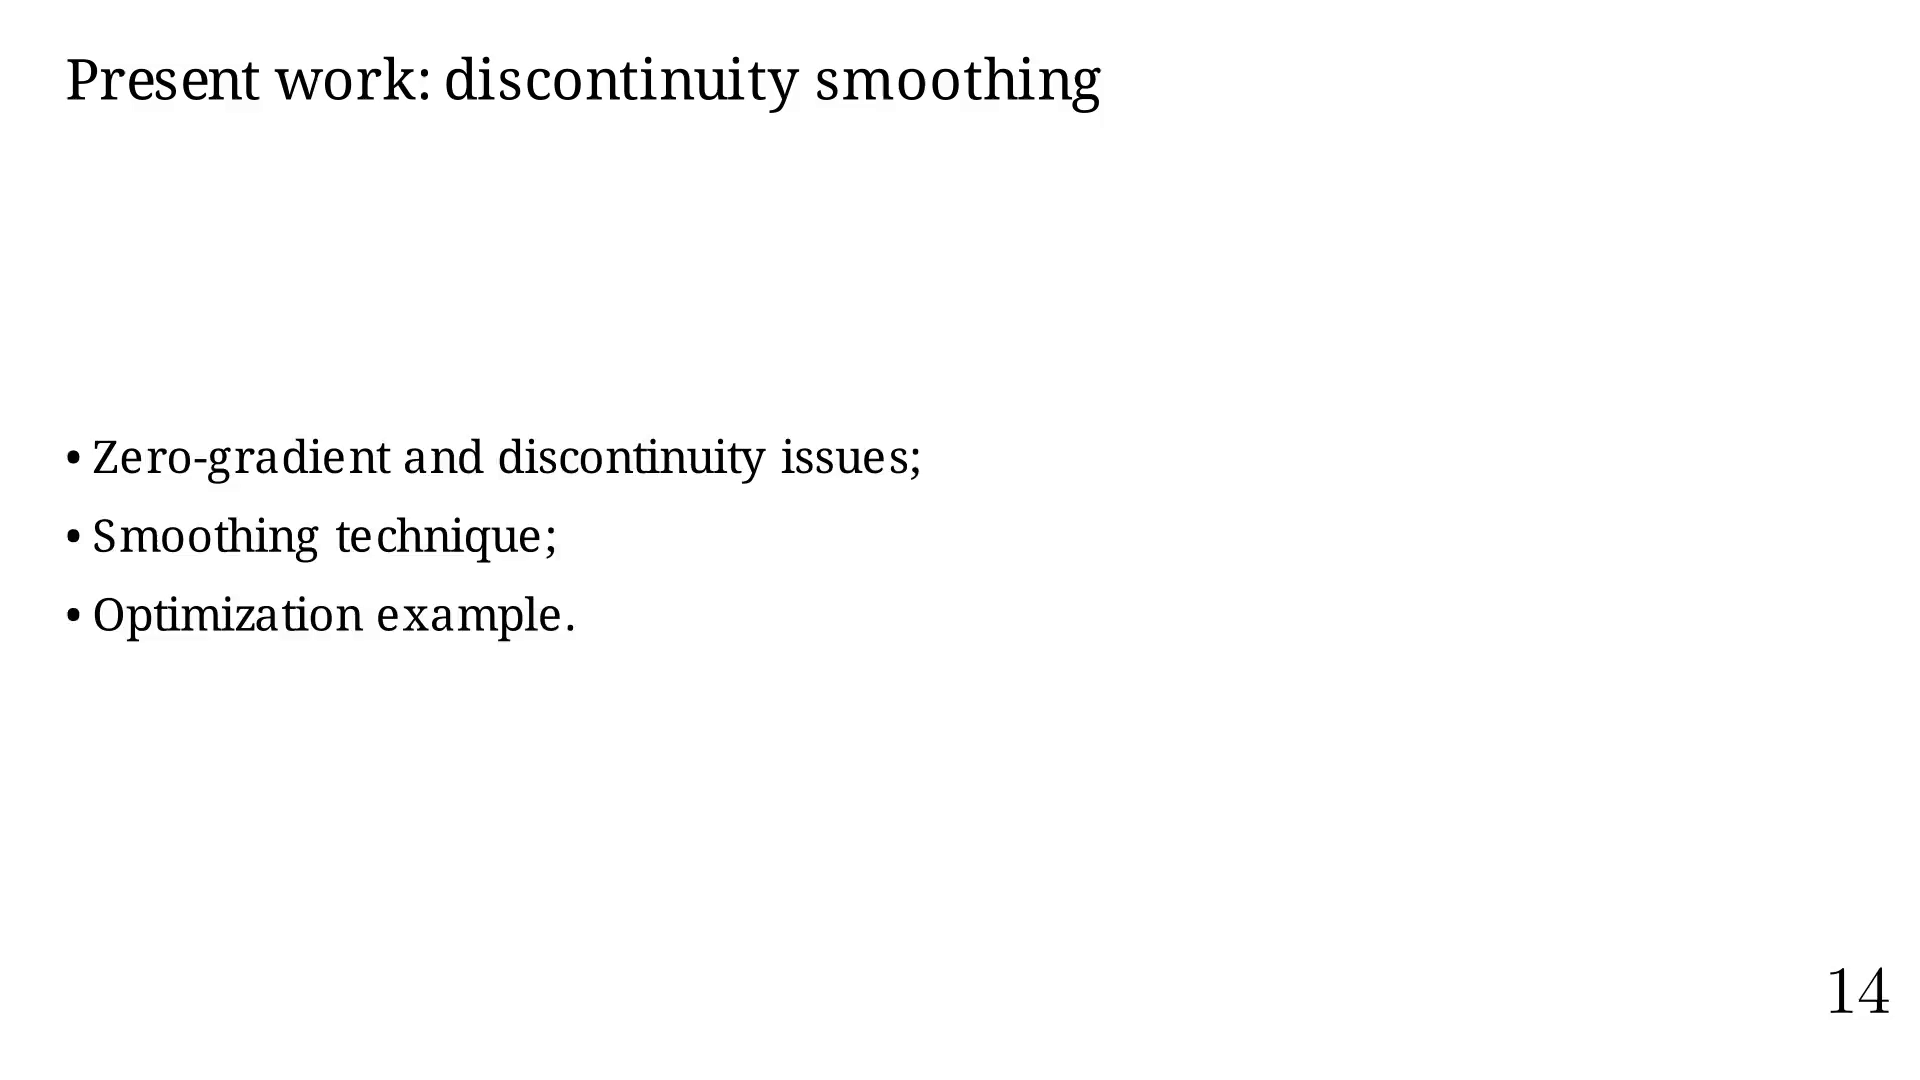 Present work: discontinuity smoothing
• Zero-gradient and discontinuity issues;
• Smoothing technique;
• Optimization example.
14